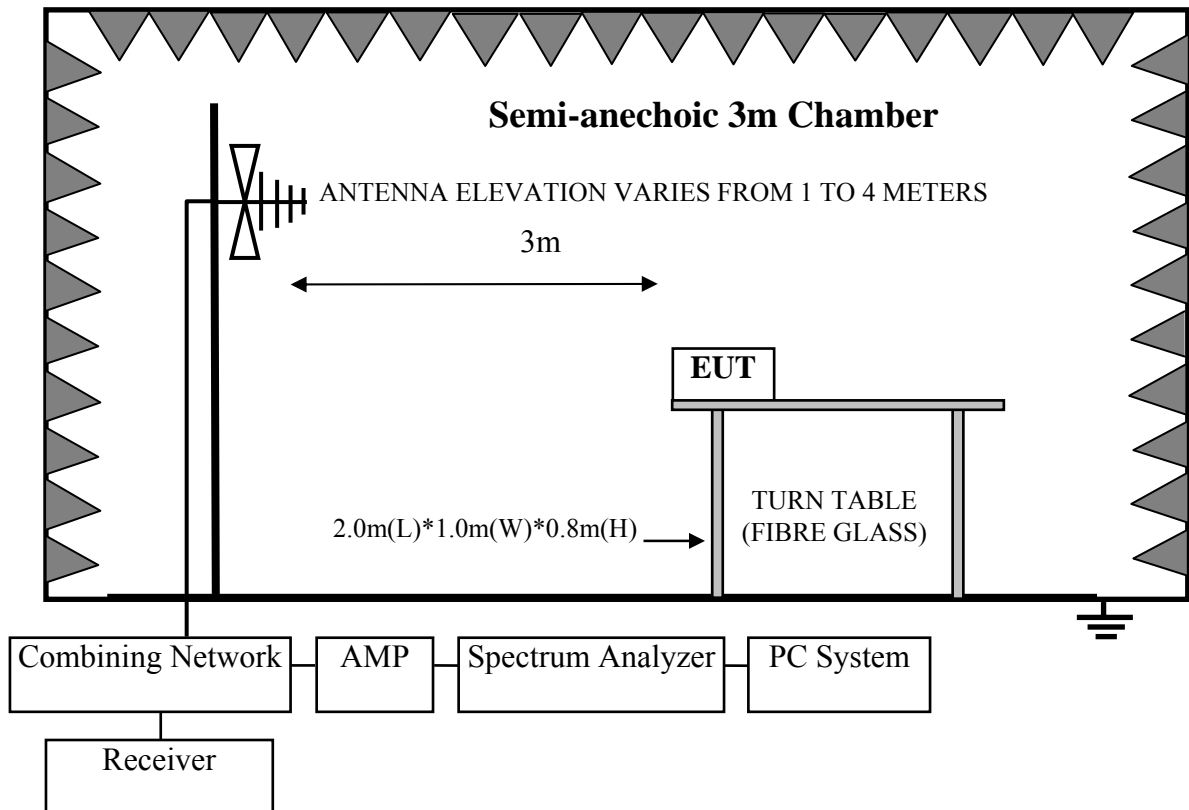 Semi-anechoic 3m Chamber
ANTENNA ELEVATION VARIES FROM 1 TO 4 METERS
3m
EUT
2.0m(L)*1.0m(W)*0.8m(H)
TURN TABLE
(FIBRE GLASS)
Combining Network
AMP
Spectrum Analyzer
PC System
Receiver